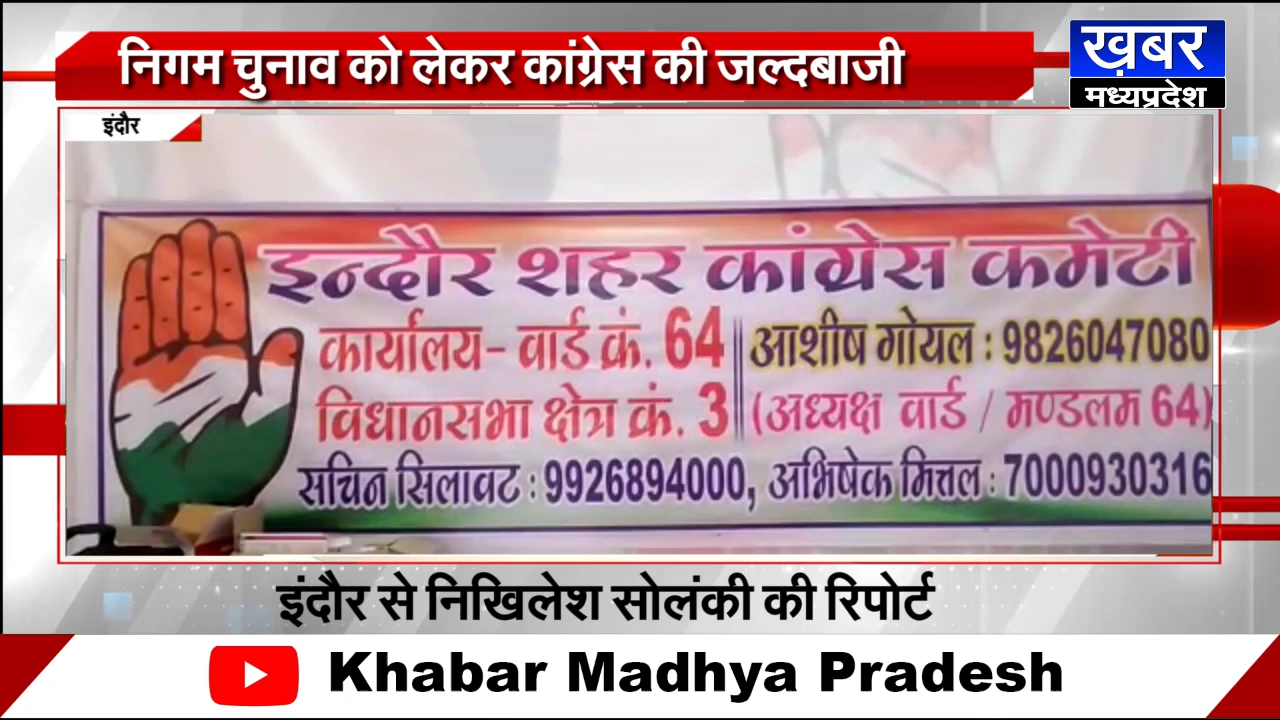 निगम चुनाव को लेकर कांग्रेस की जल्दबाजी
ख़बर
मध्यप्रदेश
इंदौर
इन्दौर शहर कांग्रेस कमेटी
कार्यालय- वार्ड क्रं. 64
विधानसभा क्षेत्र क्रं. 3
आशीष गोयल : 9826047080
(अध्यक्ष वार्ड / मण्डलम 64)
सचिन सिलावट : 9926894000, अभिषेक मित्तल : 7000930316
इंदौर से निखिलेश सोलंकी की रिपोर्ट
Khabar Madhya Pradesh